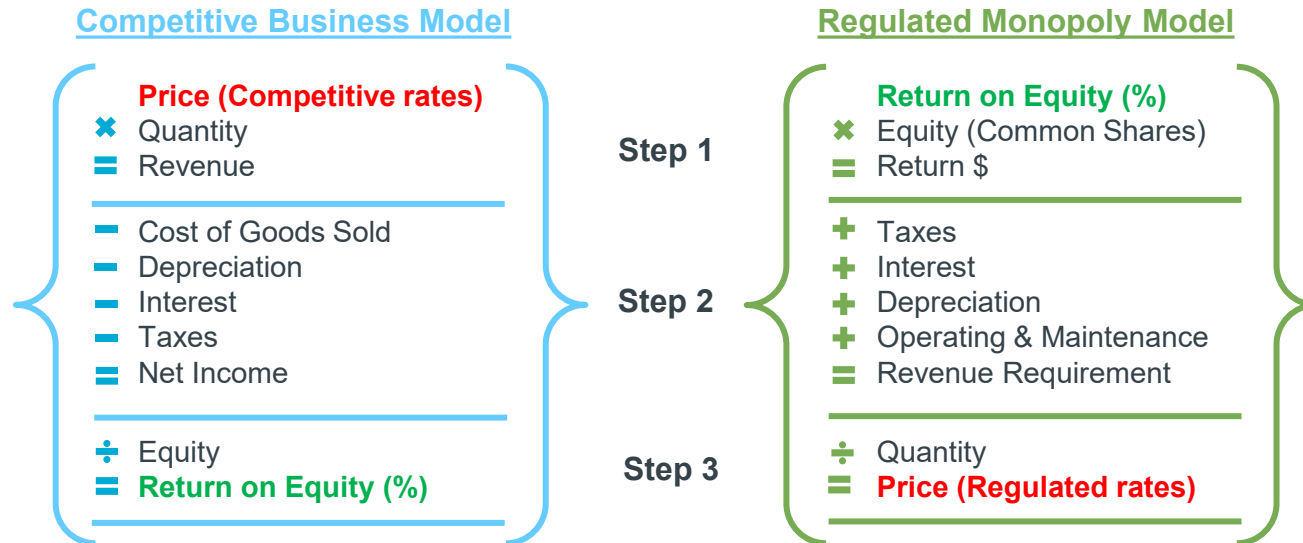 Competitive Business Model
Price (Competitive rates)
✖ Quantity
= Revenue
− Cost of Goods Sold
− Depreciation
− Interest
− Taxes
= Net Income
÷ Equity
= Return on Equity (%)
Step 1
Step 2
Step 3
Regulated Monopoly Model
Return on Equity (%)
✖ Equity (Common Shares)
= Return $
+ Taxes
+ Interest
+ Depreciation
+ Operating & Maintenance
= Revenue Requirement
÷ Quantity
= Price (Regulated rates)